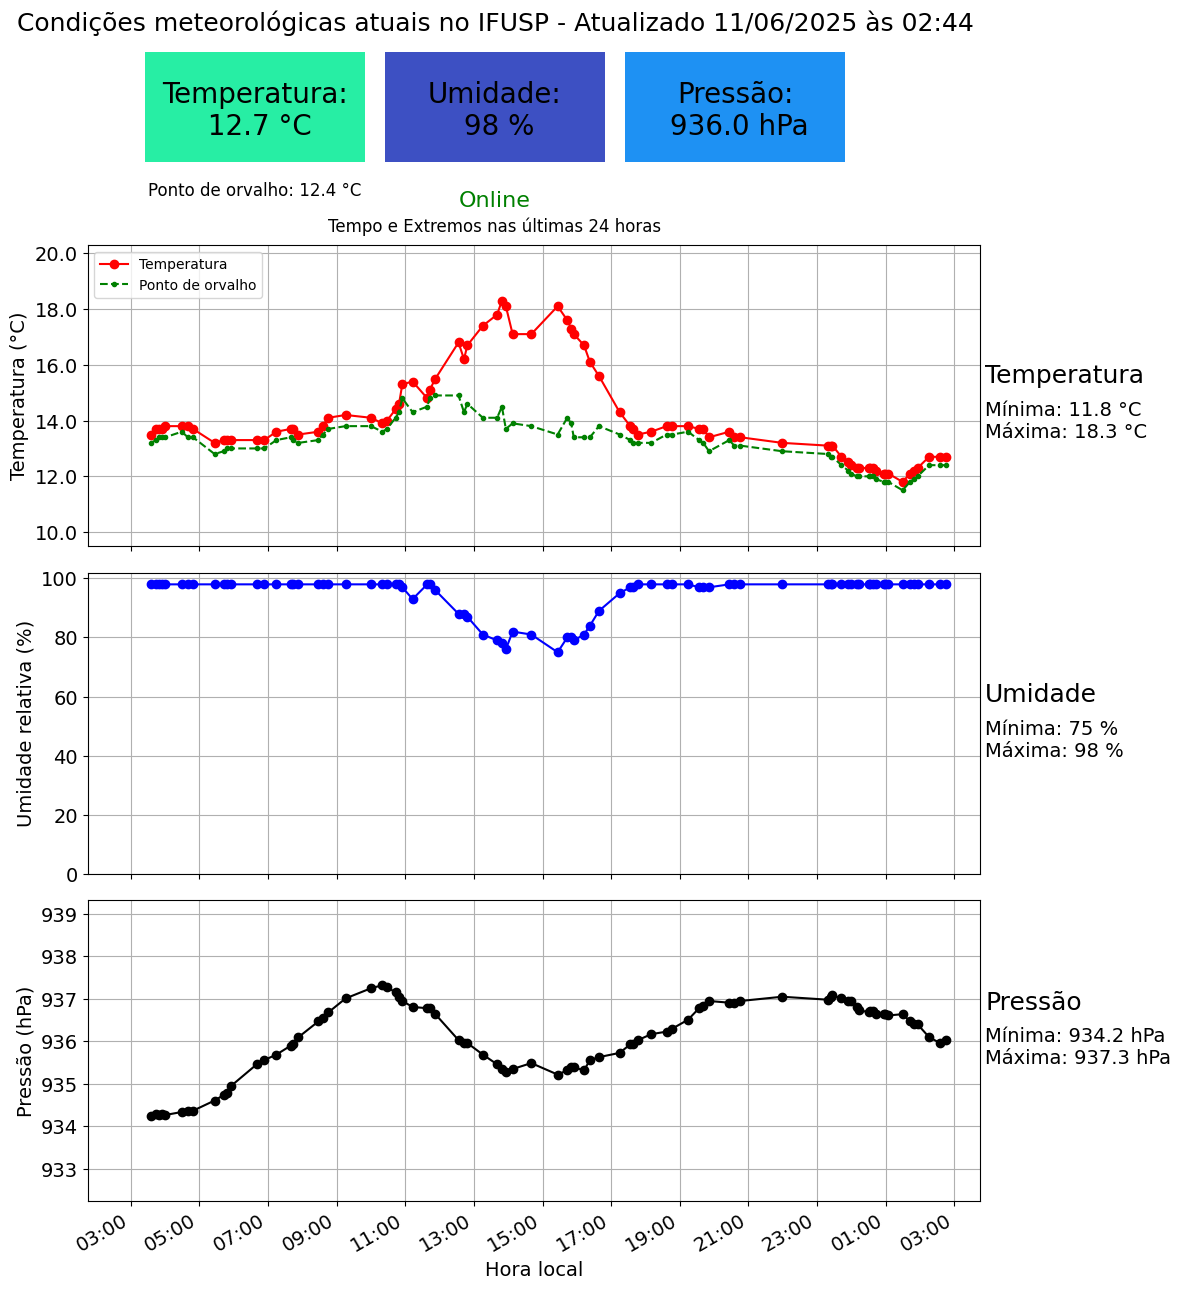 Condições meteorológicas atuais no IFUSP - Atualizado 11/06/2025 às 02:44
Temperatura:
12.7 °C
Umidade:
98 %
Pressão:
936.0 hPa
Ponto de orvalho: 12.4 °C
Online
Tempo e Extremos nas últimas 24 horas
Temperatura
Ponto de orvalho
Temperatura (°C)
20.0
18.0
16.0
14.0
12.0
10.0
Temperatura
Mínima: 11.8 °C
Máxima: 18.3 °C
Umidade relativa (%)
100
80
60
40
20
0
Umidade
Mínima: 75 %
Máxima: 98 %
Pressão (hPa)
939
938
937
936
935
934
933
Pressão
Mínima: 934.2 hPa
Máxima: 937.3 hPa
03:00 05:00 07:00 09:00 11:00 13:00 15:00 17:00 19:00 21:00 23:00 01:00 03:00
Hora local